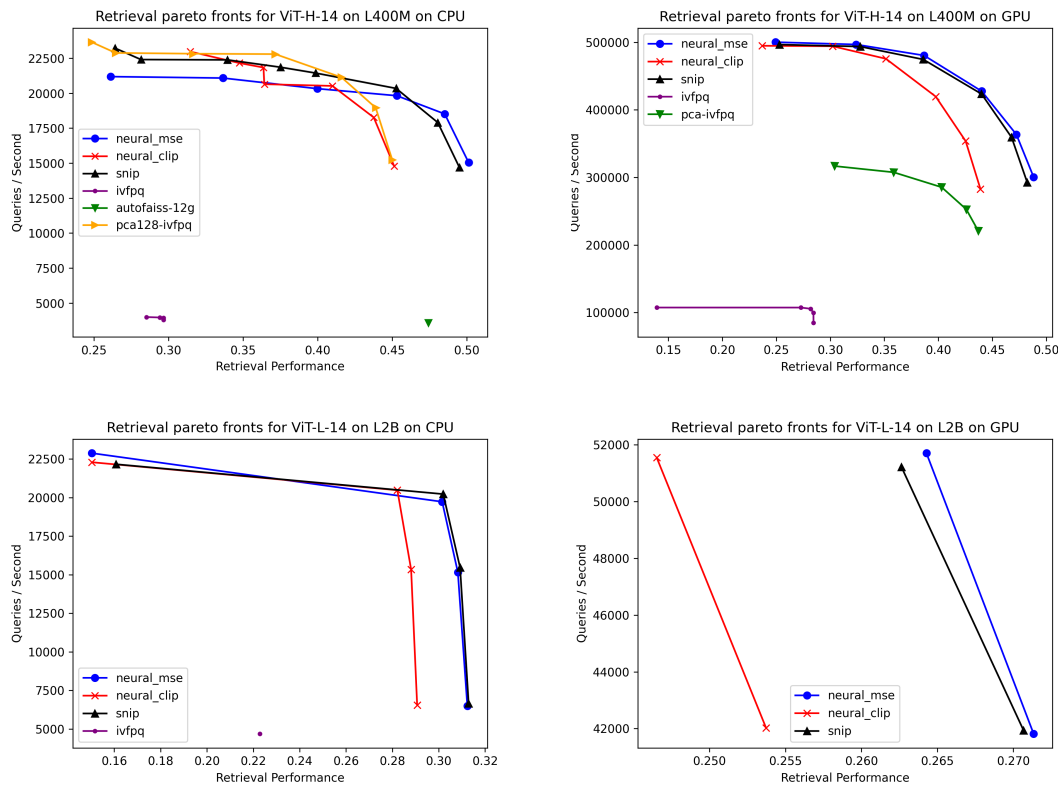 Retrieval pareto fronts for ViT-H-14 on L400M on CPU
22500
20000
17500
15000
12500
10000
7500
5000
Queries / Second
neural_mse
neural_clip
snip
ivfpq
autofaiss-12g
pca128-ivfpq
0.25 0.30 0.35 0.40 0.45 0.50
Retrieval Performance
Retrieval pareto fronts for ViT-H-14 on L400M on GPU
500000
400000
300000
200000
100000
Queries / Second
neural_mse
neural_clip
snip
ivfpq
pca-ivfpq
0.15 0.20 0.25 0.30 0.35 0.40 0.45 0.50
Retrieval Performance
Retrieval pareto fronts for ViT-L-14 on L2B on CPU
22500
20000
17500
15000
12500
10000
7500
5000
Queries / Second
neural_mse
neural_clip
snip
ivfpq
0.16 0.18 0.20 0.22 0.24 0.26 0.28 0.30 0.32
Retrieval Performance
Retrieval pareto fronts for ViT-L-14 on L2B on GPU
52000
50000
48000
46000
44000
42000
Queries / Second
neural_mse
neural_clip
snip
0.250 0.255 0.260 0.265 0.270
Retrieval Performance